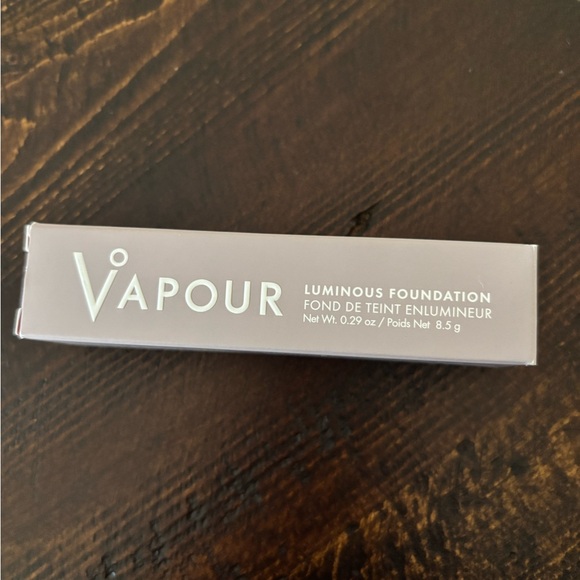 VAPOUR
LUMINOUS FOUNDATION
FOND DE TEINT ENLUMINEUR
Net Wt. 0.29 oz / Poids Net 8.5 g